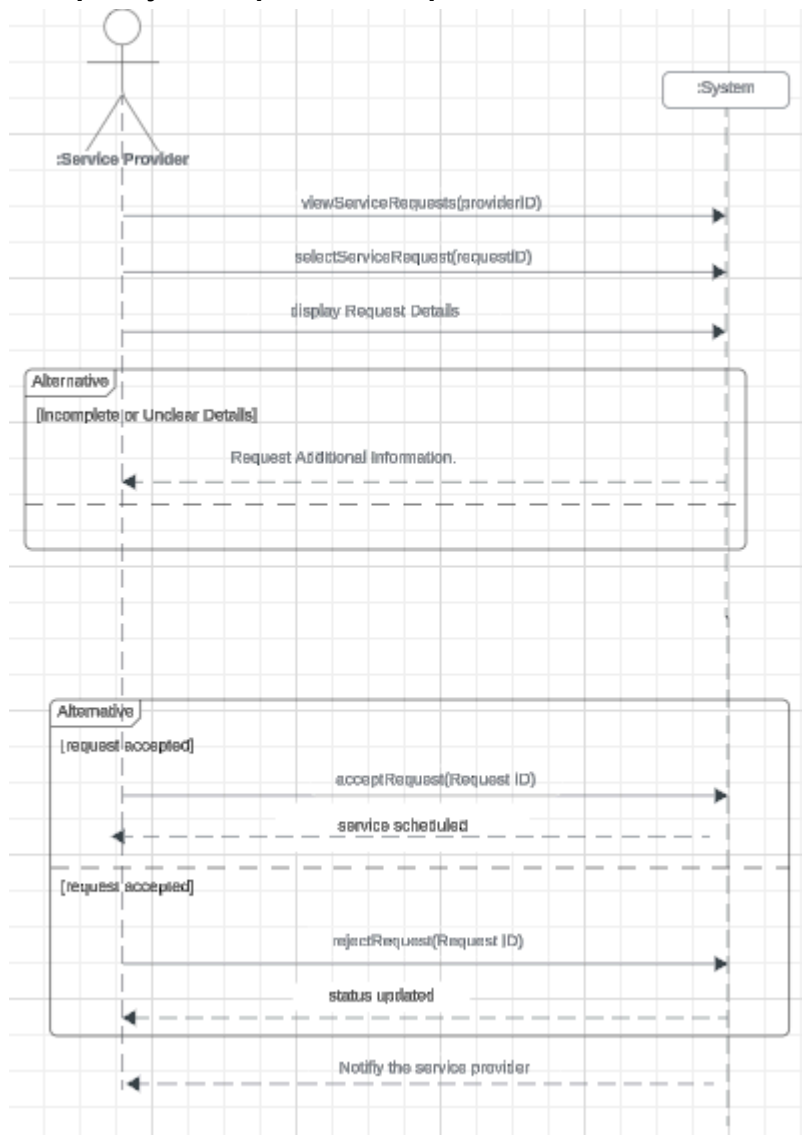 :System
:Service Provider
viewServiceRequests(providerID)
selectServiceRequest(requestID)
display Request Details
Alternative
[Incomplete or Unclear Details]
Request Additional Information.
Alternative
[request accepted]
acceptRequest(Request ID)
service scheduled
[request accepted]
rejectRequest(Request ID)
status updated
Notifiy the service provider